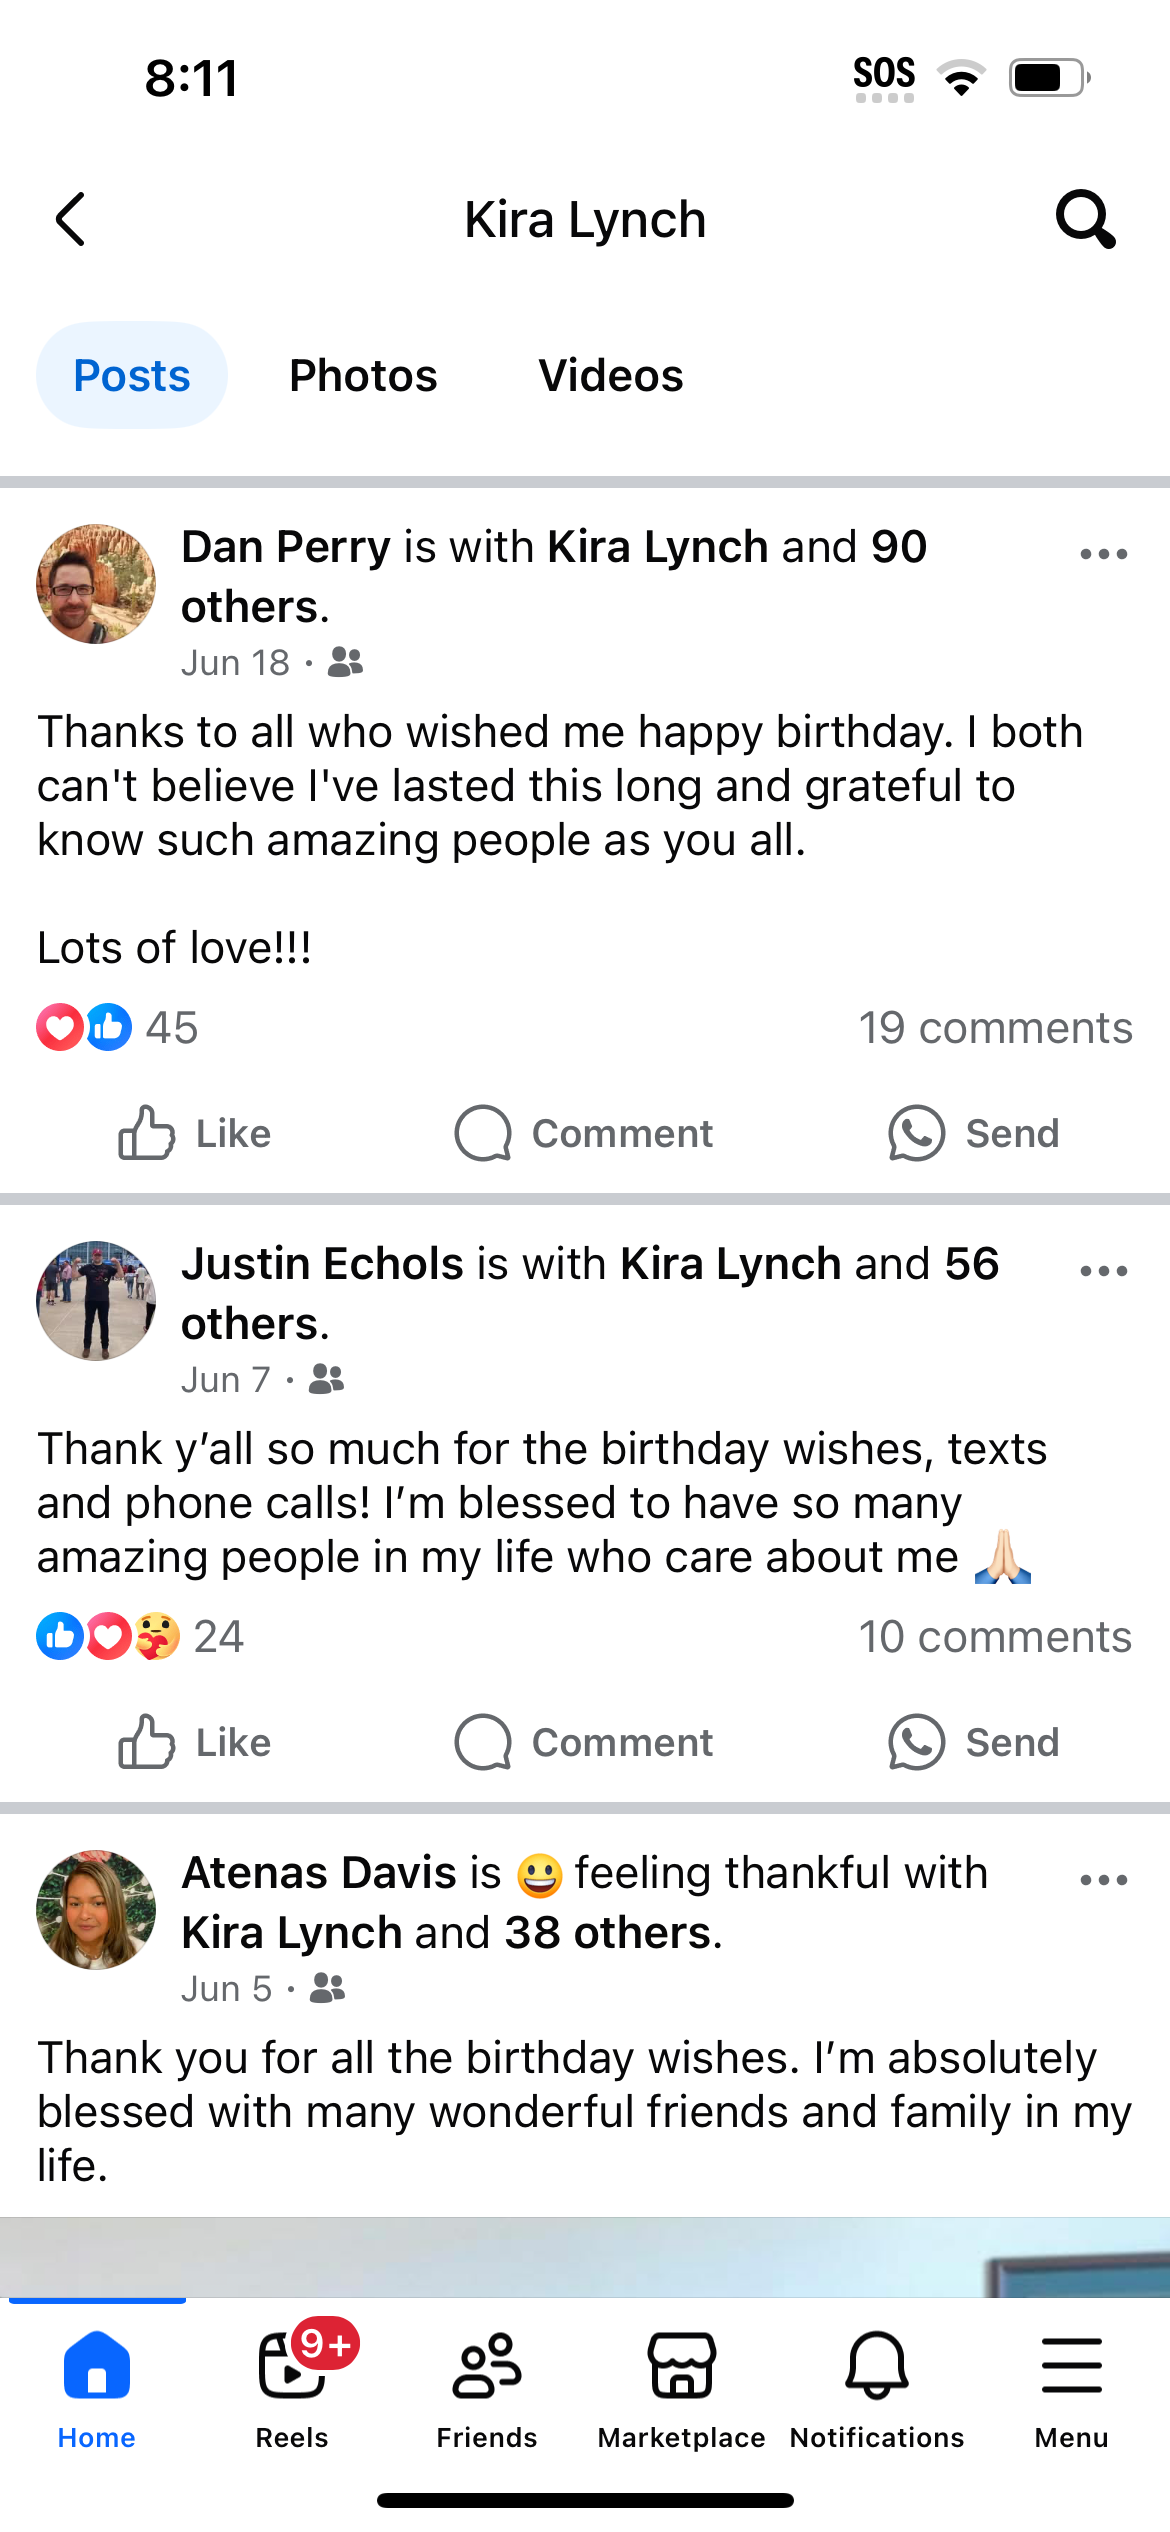 8:11
SOS
Kira Lynch
Posts
Photos
Videos
Dan Perry is with Kira Lynch and 90
others.
Jun 18 ·
Thanks to all who wished me happy birthday. I both
can't believe I've lasted this long and grateful to
know such amazing people as you all.
Lots of love!!!
45
19 comments
Like
Comment
Send
Justin Echols is with Kira Lynch and 56
others.
Jun 7 ·
Thank y’all so much for the birthday wishes, texts
and phone calls! I’m blessed to have so many
amazing people in my life who care about me 🙏🏻
24
10 comments
Like
Comment
Send
Atenas Davis is 😃 feeling thankful with
Kira Lynch and 38 others.
Jun 5 ·
Thank you for all the birthday wishes. I’m absolutely
blessed with many wonderful friends and family in my
life.
9+
Home
Reels
Friends
Marketplace
Notifications
Menu